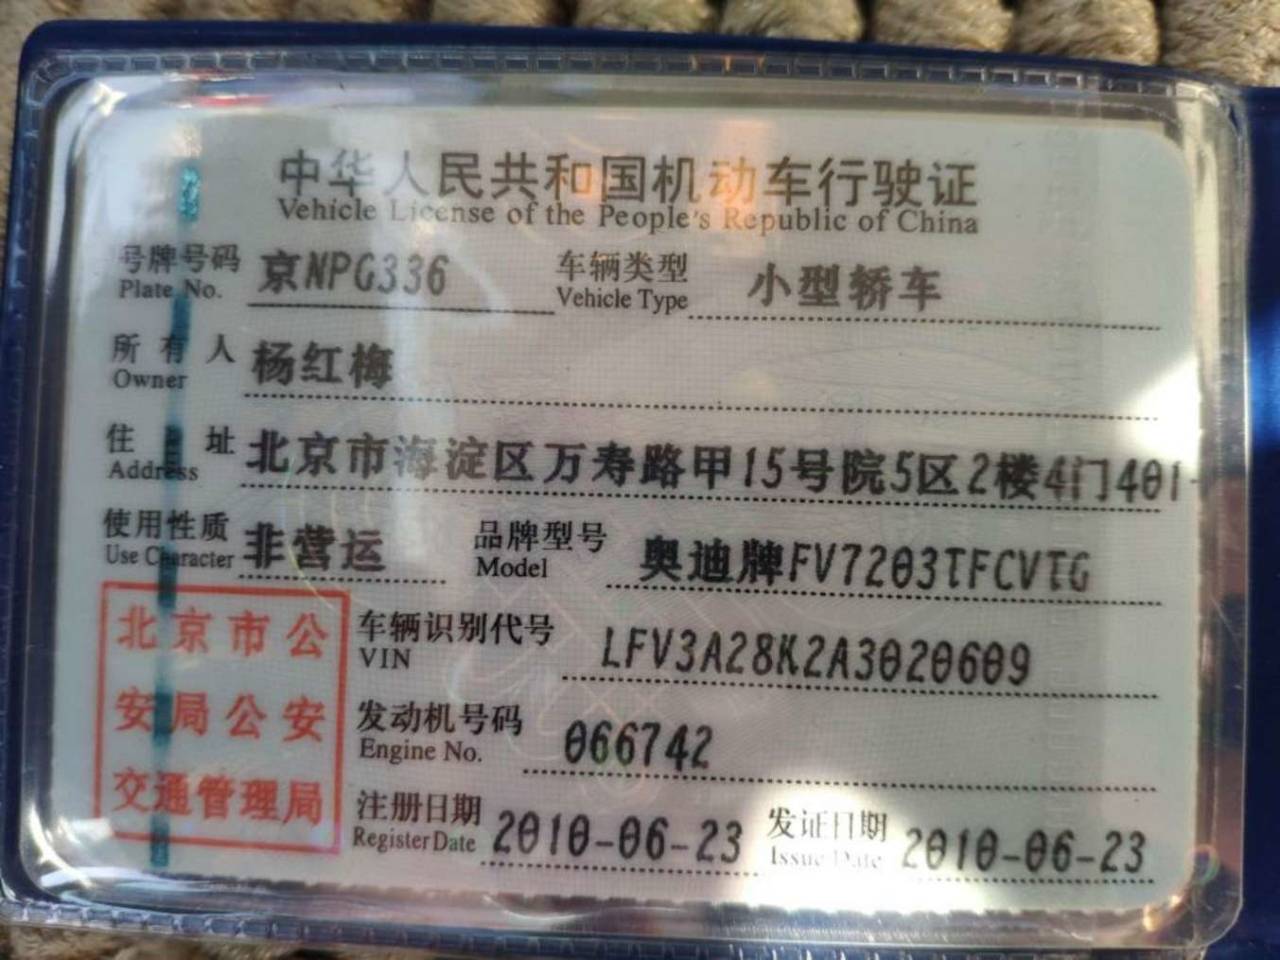 中华人民共和国机动车行驶证
Vehicle License of the People's Republic of China
号牌号码 京NPG336 车辆类型 小型轿车
Plate No. Vehicle Type
所有人 杨红梅
Owner
住址 北京市海淀区万寿路甲15号院5区2楼4门401
Address
使用性质 非营运 品牌型号 奥迪牌FV7203TFCVTG
Use Character Model
北京市公
安局公安
交通管理局
车辆识别代号 LFV3A28K2A3020609
VIN
发动机号码 066742
Engine No.
注册日期 2010-06-23 发证日期 2010-06-23
Register Date Issue Date